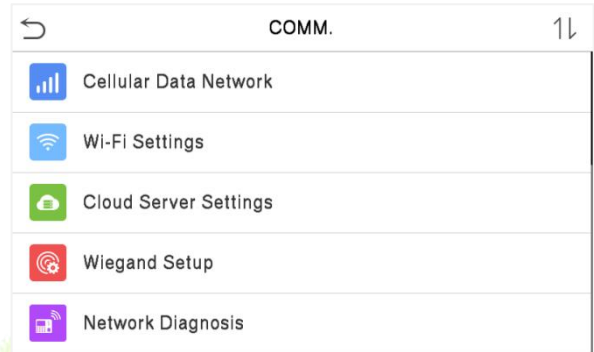 COMM.
Cellular Data Network
Wi-Fi Settings
Cloud Server Settings
Wiegand Setup
Network Diagnosis